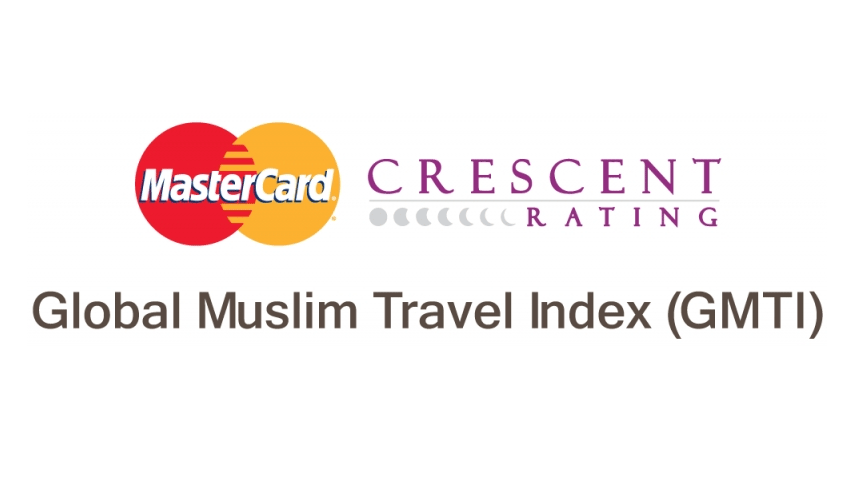 MasterCard
CRESCENT
RATING
Global Muslim Travel Index (GMTI)